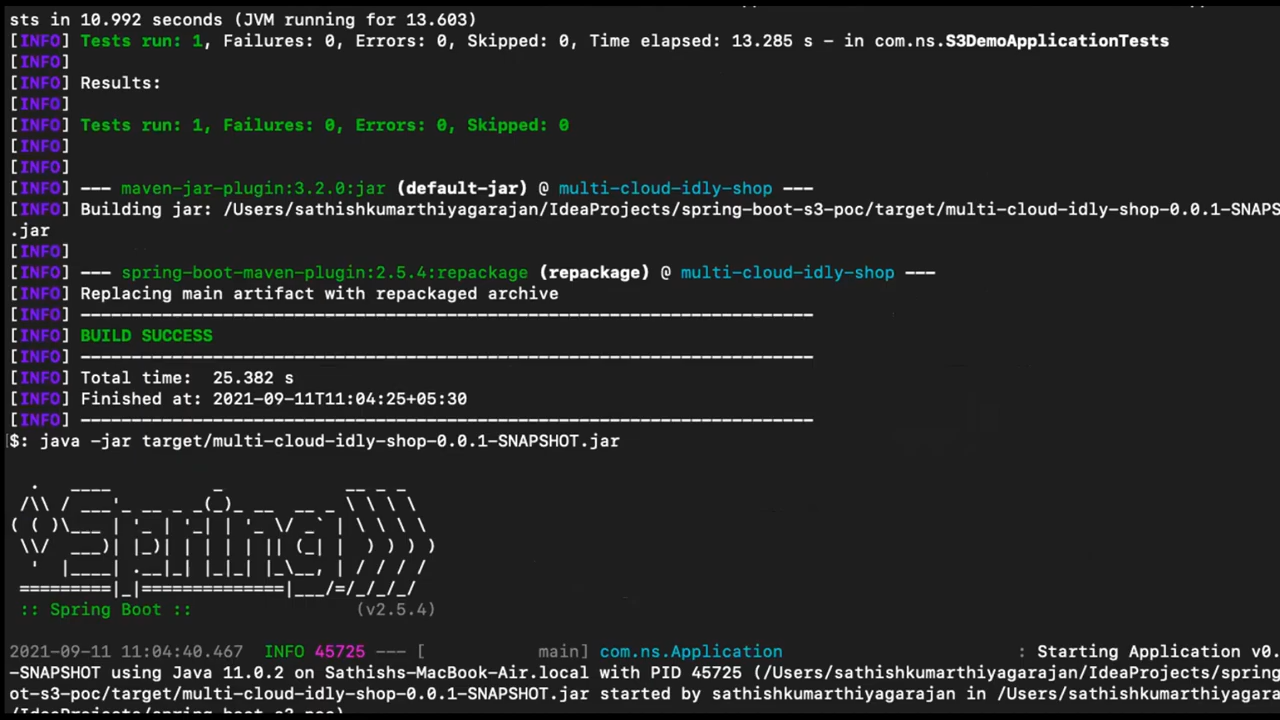 sts in 10.992 seconds (JVM running for 13.603)
[INFO] Tests run: 1, Failures: 0, Errors: 0, Skipped: 0, Time elapsed: 13.285 s - in com.ns.S3DemoApplicationTests
[INFO]
[INFO] Results:
[INFO]
[INFO] Tests run: 1, Failures: 0, Errors: 0, Skipped: 0
[INFO]
[INFO]
[INFO] --- maven-jar-plugin:3.2.0:jar (default-jar) @ multi-cloud-idly-shop ---
[INFO] Building jar: /Users/sathishkumarthiyagarajan/IdeaProjects/spring-boot-s3-poc/target/multi-cloud-idly-shop-0.0.1-SNAPS
.jar
[INFO]
[INFO] --- spring-boot-maven-plugin:2.5.4:repackage (repackage) @ multi-cloud-idly-shop ---
[INFO] Replacing main artifact with repackaged archive
[INFO] ------------------------------------------------------------------------
[INFO] BUILD SUCCESS
[INFO] ------------------------------------------------------------------------
[INFO] Total time:  25.382 s
[INFO] Finished at: 2021-09-11T11:04:25+05:30
[INFO] ------------------------------------------------------------------------
$: java -jar target/multi-cloud-idly-shop-0.0.1-SNAPSHOT.jar
Spring
:: Spring Boot ::                (v2.5.4)
2021-09-11 11:04:40.467  INFO 45725 --- [           main] com.ns.Application                       : Starting Application v0.
-SNAPSHOT using Java 11.0.2 on Sathishs-MacBook-Air.local with PID 45725 (/Users/sathishkumarthiyagarajan/IdeaProjects/spring
ot-s3-poc/target/multi-cloud-idly-shop-0.0.1-SNAPSHOT.jar started by sathishkumarthiyagarajan in /Users/sathishkumarthiyagara
/IdeaProjects/spring-boot-s3-poc)